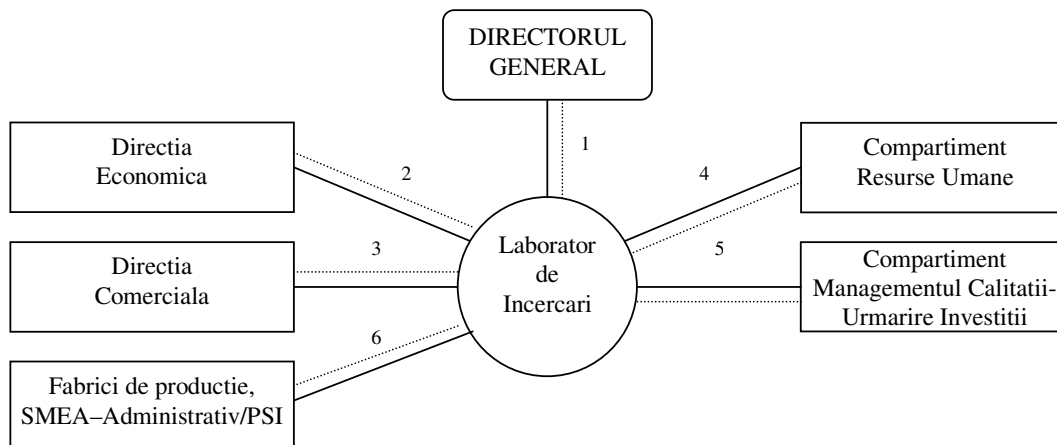 DIRECTORUL
GENERAL
1
Directia
Economica
2
4
Compartiment
Resurse Umane
Directia
Comerciala
3
Laborator
de
Incercari
5
Compartiment
Managementul Calitatii-
Urmarire Investitii
6
Fabrici de productie,
SMEA–Administrativ/PSI